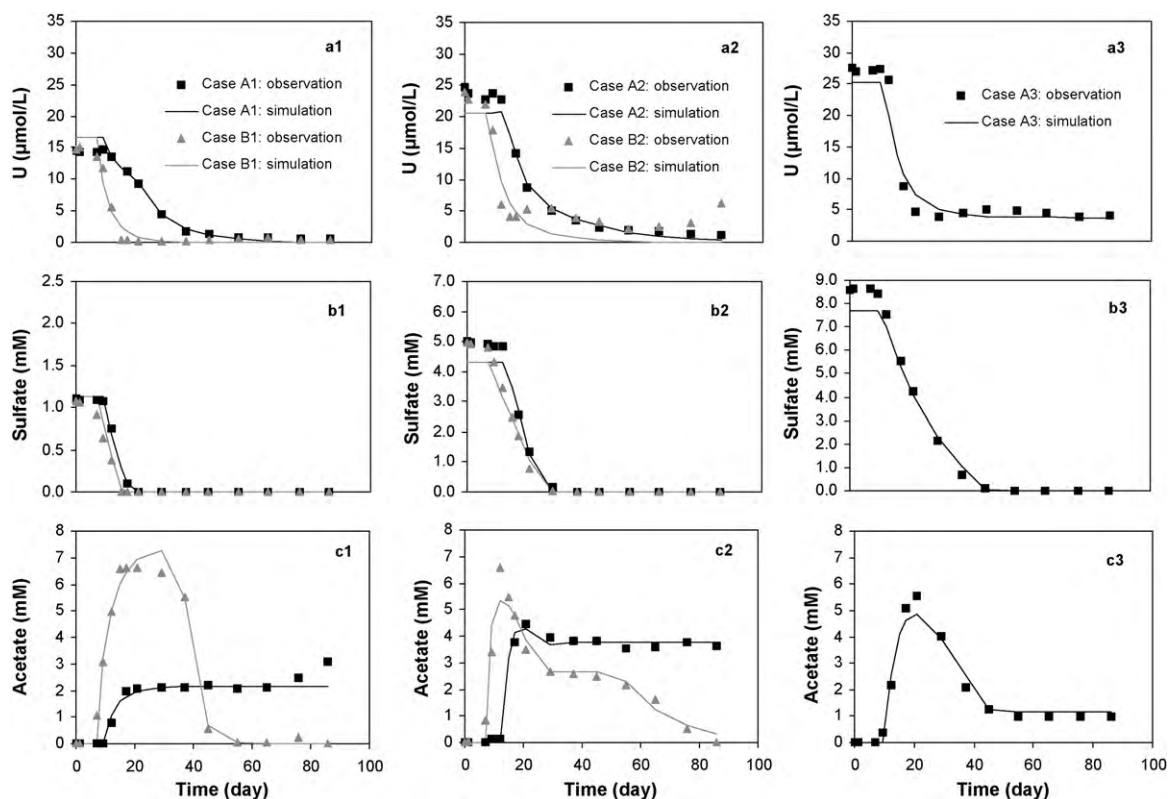 a1
35
30
25
20
15
10
5
0
U (µmol/L)
Case A1: observation
Case A1: simulation
Case B1: observation
Case B1: simulation
a2
35
30
25
20
15
10
5
0
U (µmol/L)
Case A2: observation
Case A2: simulation
Case B2: observation
Case B2: simulation
a3
35
30
25
20
15
10
5
0
U (µmol/L)
Case A3: observation
Case A3: simulation
b1
2.5
2.0
1.5
1.0
0.5
0.0
Sulfate (mM)
b2
7.0
6.0
5.0
4.0
3.0
2.0
1.0
0.0
Sulfate (mM)
b3
9.0
8.0
7.0
6.0
5.0
4.0
3.0
2.0
1.0
0.0
Sulfate (mM)
c1
8
7
6
5
4
3
2
1
0
Acetate (mM)
0 20 40 60 80 100
Time (day)
c2
8
7
6
5
4
3
2
1
0
Acetate (mM)
0 20 40 60 80 100
Time (day)
c3
8
7
6
5
4
3
2
1
0
Acetate (mM)
0 20 40 60 80 100
Time (day)